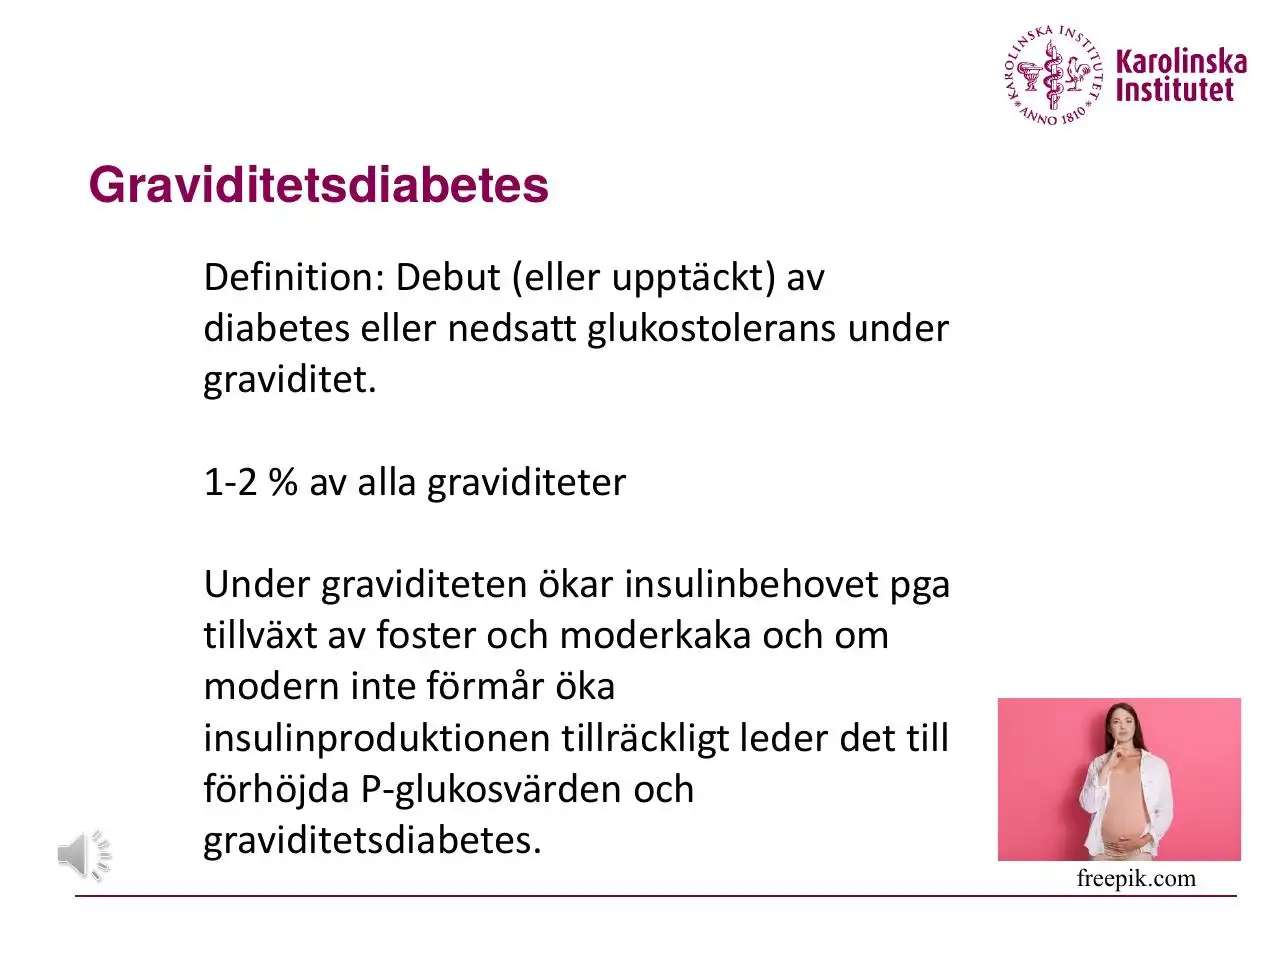 KAROLINSKA INSTITUTET
ANNO 1810
Karolinska
Institutet
Graviditetsdiabetes
Definition: Debut (eller upptäckt) av
diabetes eller nedsatt glukostolerans under
graviditet.
1-2 % av alla graviditeter
Under graviditeten ökar insulinbehovet pga
tillväxt av foster och moderkaka och om
modern inte förmår öka
insulinproduktionen tillräckligt leder det till
förhöjda P-glukosvärden och
graviditetsdiabetes.
freepik.com